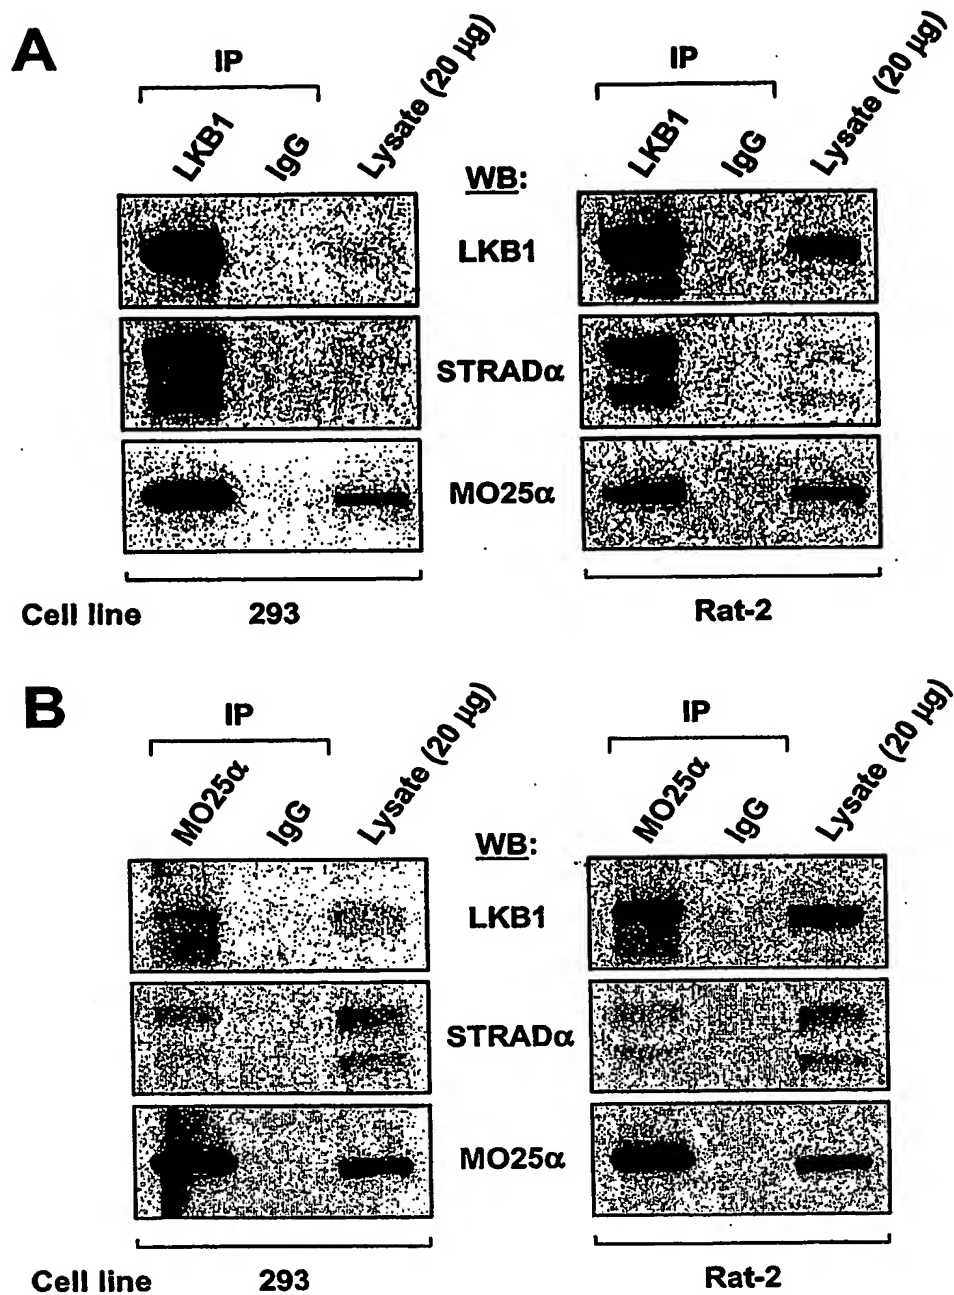 A
IP
LKB1
IgG
Lysate (20 µg)
IP
LKB1
IgG
Lysate (20 µg)
WB:
LKB1
STRADα
MO25α
Cell line
293
Rat-2
B
IP
MO25α
IgG
Lysate (20 µg)
IP
MO25α
IgG
Lysate (20 µg)
WB:
LKB1
STRADα
MO25α
Cell line
293
Rat-2